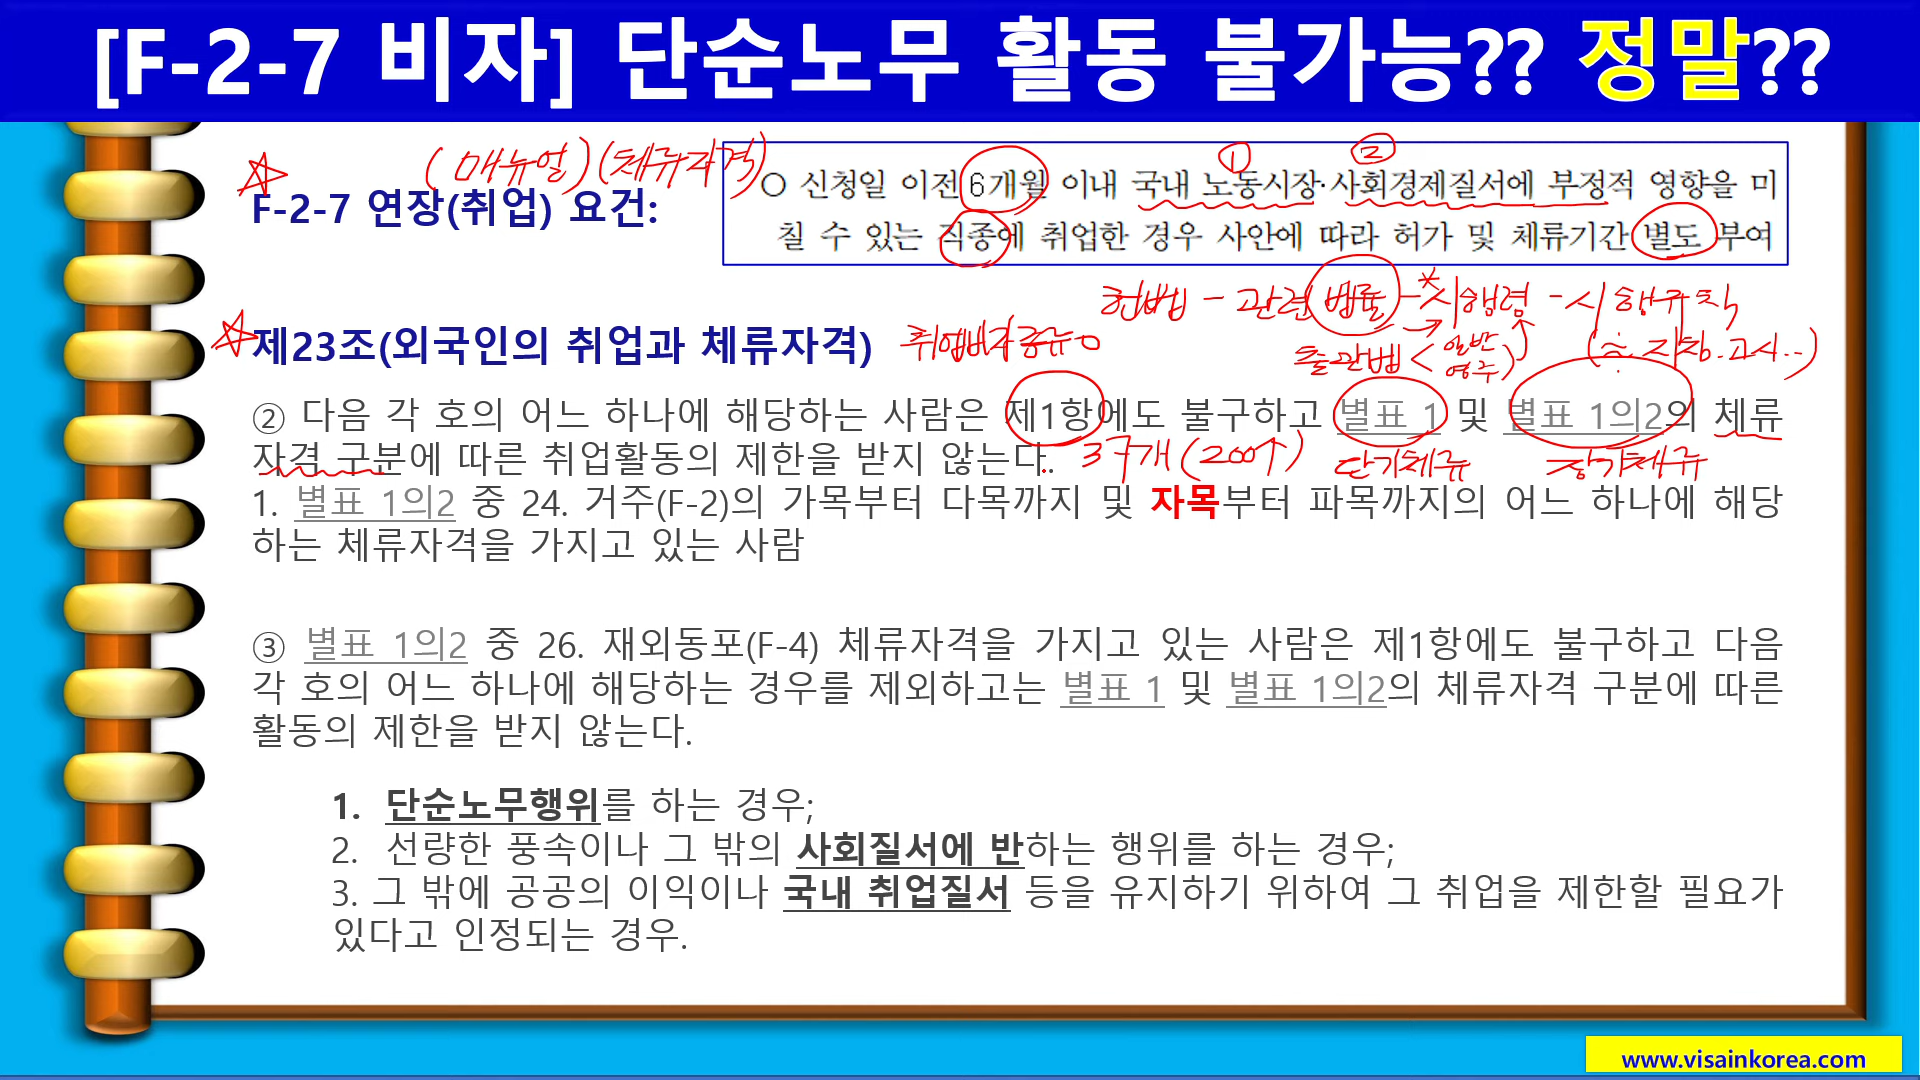 [F-2-7 비자] 단순노무 활동 불가능?? 정말??
(매뉴얼)(체류자격)
F-2-7 연장(취업) 요건:
① ②
○ 신청일 이전 6개월 이내 국내 노동시장·사회경제질서에 부정적 영향을 미
칠 수 있는 직종에 취업한 경우 사안에 따라 허가 및 체류기간 별도 부여
헌법 - 관련 법률 - 시행령 - 시행규칙
제23조(외국인의 취업과 체류자격)
취업비자 종류
출관법 < 일반
영주
지침.고시..)
② 다음 각 호의 어느 하나에 해당하는 사람은 제1항에도 불구하고 별표 1 및 별표 1의2의 체류
자격 구분에 따른 취업활동의 제한을 받지 않는다.
37개(200↑) 단기체류 장기체류
1. 별표 1의2 중 24. 거주(F-2)의 가목부터 다목까지 및 자목부터 파목까지의 어느 하나에 해당
하는 체류자격을 가지고 있는 사람
③ 별표 1의2 중 26. 재외동포(F-4) 체류자격을 가지고 있는 사람은 제1항에도 불구하고 다음
각 호의 어느 하나에 해당하는 경우를 제외하고는 별표 1 및 별표 1의2의 체류자격 구분에 따른
활동의 제한을 받지 않는다.
1. 단순노무행위를 하는 경우;
2. 선량한 풍속이나 그 밖의 사회질서에 반하는 행위를 하는 경우;
3. 그 밖에 공공의 이익이나 국내 취업질서 등을 유지하기 위하여 그 취업을 제한할 필요가
있다고 인정되는 경우.
www.visainkorea.com